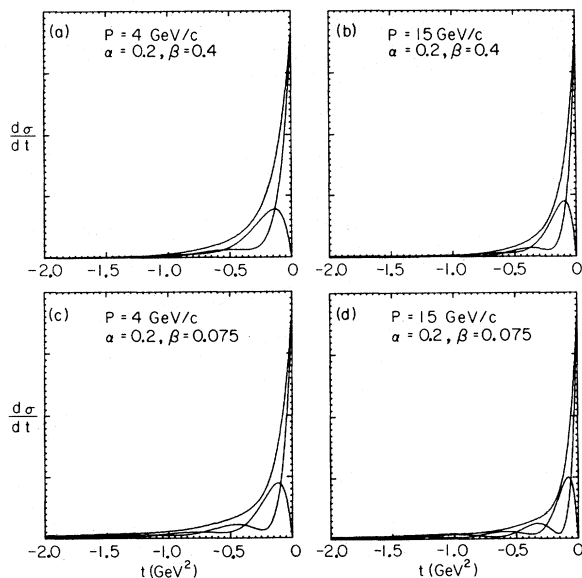 (a) P = 4 GeV/c
α = 0.2, β = 0.4
(b) P = 15 GeV/c
α = 0.2, β = 0.4
dσ
dt
-2.0 -1.5 -1.0 -0.5 0
-2.0 -1.5 -1.0 -0.5 0
(c) P = 4 GeV/c
α = 0.2, β = 0.075
(d) P = 15 GeV/c
α = 0.2, β = 0.075
dσ
dt
-2.0 -1.5 -1.0 -0.5 0
-2.0 -1.5 -1.0 -0.5 0
t (GeV²)
t (GeV²)